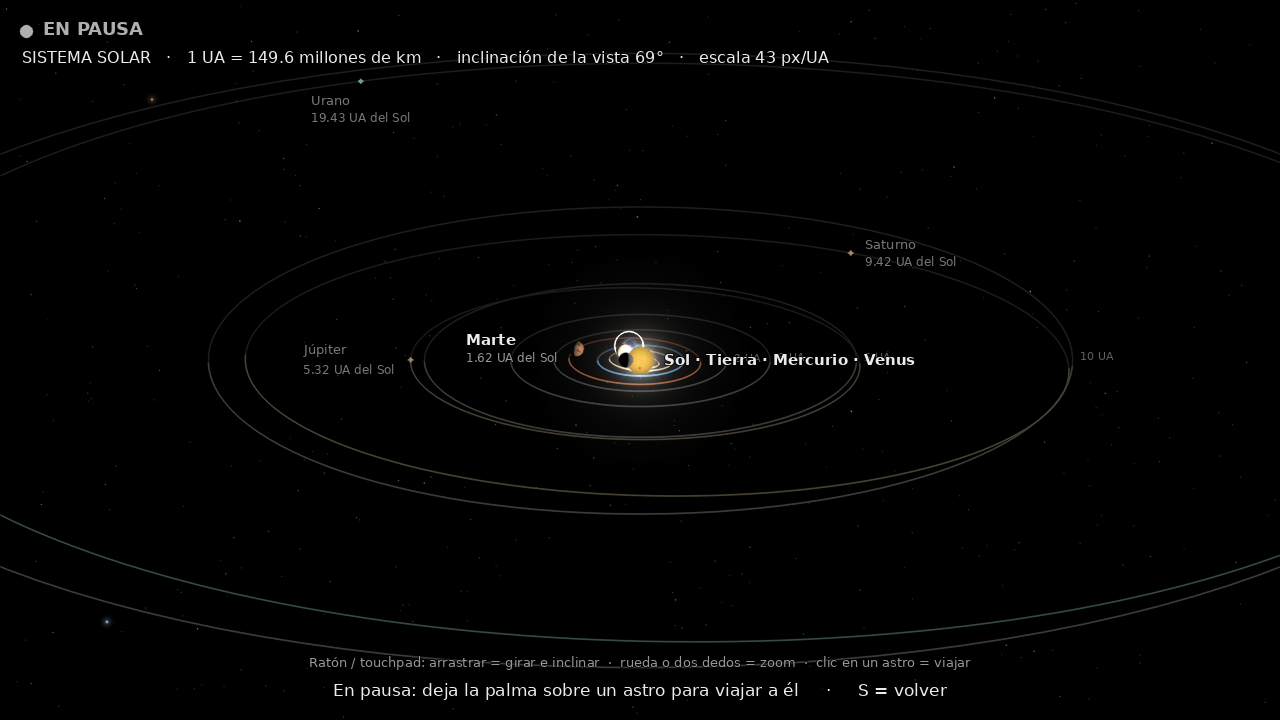 EN PAUSA
SISTEMA SOLAR · 1 UA = 149.6 millones de km · inclinación de la vista 69° · escala 43 px/UA
Urano
19.43 UA del Sol
Saturno
9.42 UA del Sol
Marte
1.62 UA del Sol
Júpiter
5.32 UA del Sol
Sol · Tierra · Mercurio · Venus
10 UA
Ratón / touchpad: arrastrar = girar e inclinar · rueda o dos dedos = zoom · clic en un astro = viajar
En pausa: deja la palma sobre un astro para viajar a él · S = volver